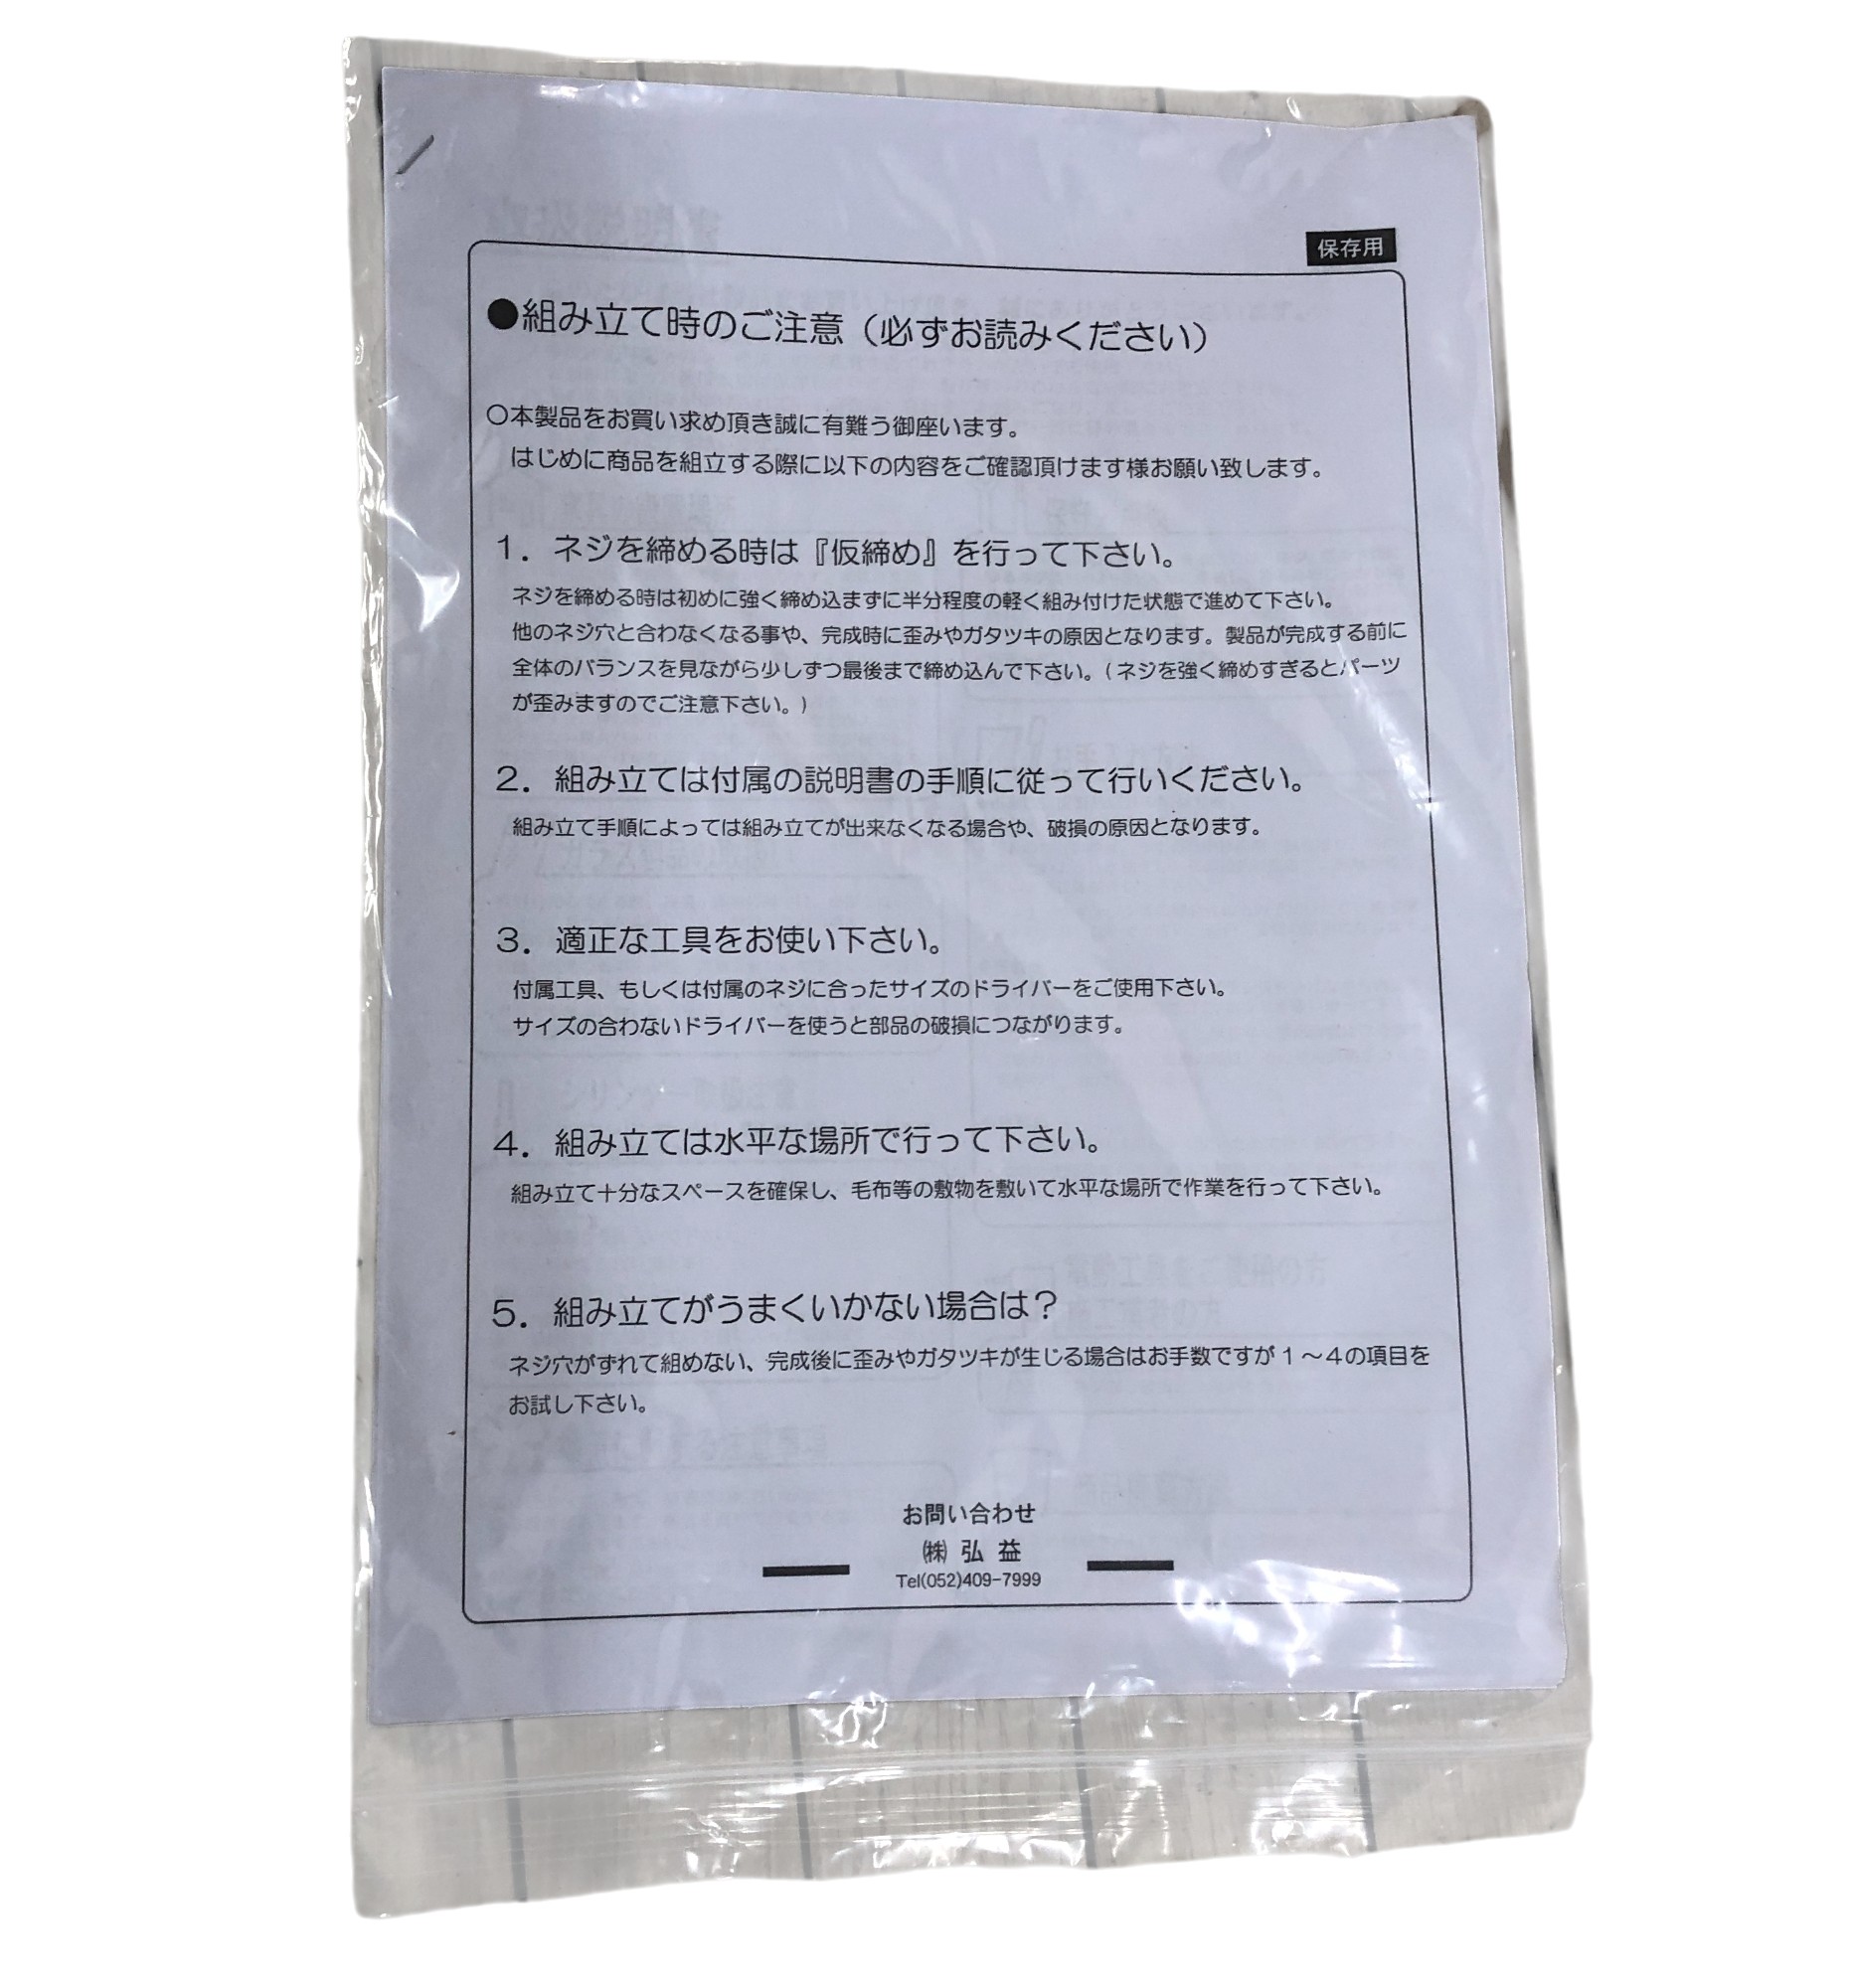 保存用
●組み立て時のご注意（必ずお読みください）
○本製品をお買い求め頂き誠に有難う御座います。
はじめに商品を組立する際に以下の内容をご確認頂けます様お願い致します。
1．ネジを締める時は『仮締め』を行って下さい。
ネジを締める時は初めに強く締め込まずに半分程度の軽く組み付けた状態で進めて下さい。
他のネジ穴と合わなくなる事や、完成時に歪みやガタツキの原因となります。製品が完成する前に
全体のバランスを見ながら少しずつ最後まで締め込んで下さい。(ネジを強く締めすぎるとパーツ
が歪みますのでご注意下さい。)
2．組み立ては付属の説明書の手順に従って行いください。
組み立て手順によっては組み立てが出来なくなる場合や、破損の原因となります。
3．適正な工具をお使い下さい。
付属工具、もしくは付属のネジに合ったサイズのドライバーをご使用下さい。
サイズの合わないドライバーを使うと部品の破損につながります。
4．組み立ては水平な場所で行って下さい。
組み立て十分なスペースを確保し、毛布等の敷物を敷いて水平な場所で作業を行って下さい。
5．組み立てがうまくいかない場合は？
ネジ穴がずれて組めない、完成後に歪みやガタツキが生じる場合はお手数ですが1～4の項目を
お試し下さい。
お問い合わせ
㈱ 弘 益
Tel(052)409-7999